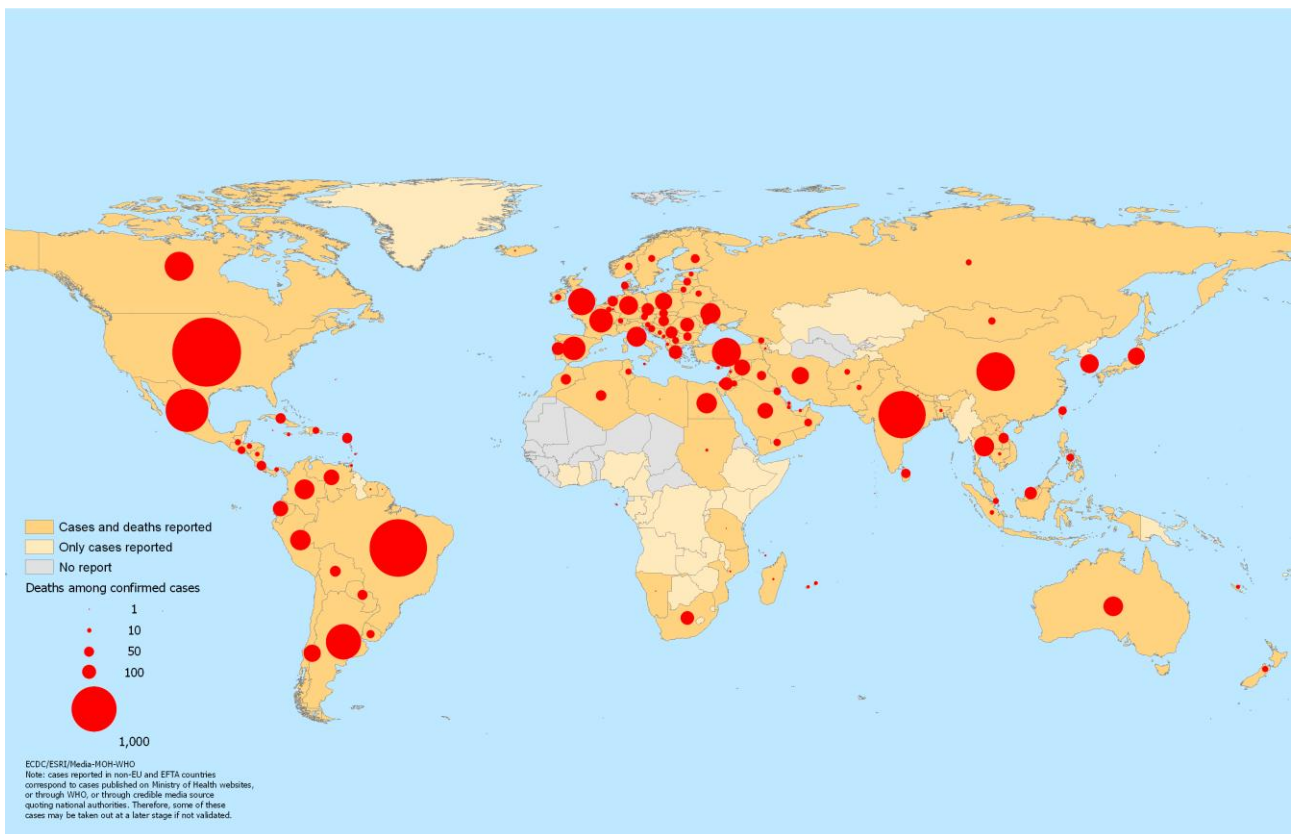 Cases and deaths reported
Only cases reported
No report
Deaths among confirmed cases
1
10
50
100
1,000
ECDC/ESRI/Media-MOH-WHO
Note: cases reported in non-EU and EFTA countries
correspond to cases published on Ministry of Health websites,
or through WHO, or through credible media source
quoting national authorities. Therefore, some of these
cases may be taken out at a later stage if not validated.